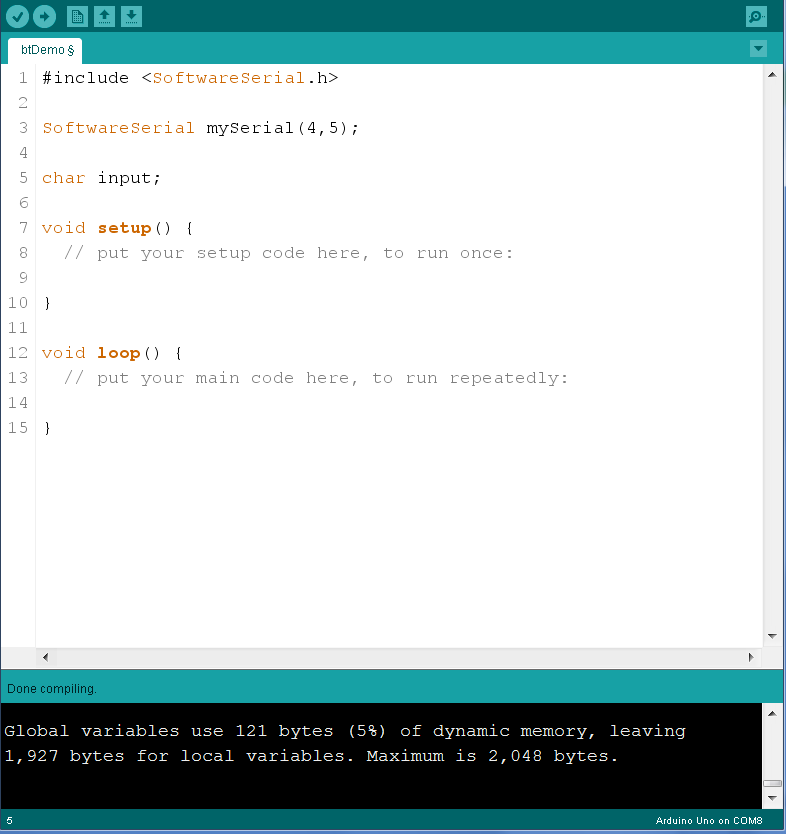 btDemo §
1 #include <SoftwareSerial.h>
2
3 SoftwareSerial mySerial(4,5);
4
5 char input;
6
7 void setup() {
8   // put your setup code here, to run once:
9
10 }
11
12 void loop() {
13   // put your main code here, to run repeatedly:
14
15 }
Done compiling.
Global variables use 121 bytes (5%) of dynamic memory, leaving
1,927 bytes for local variables. Maximum is 2,048 bytes.
5 Arduino Uno on COM8